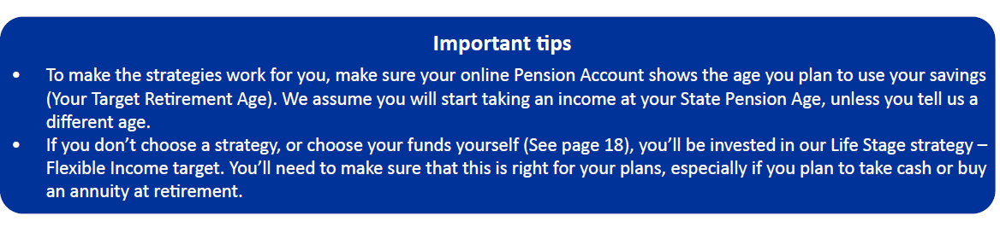 Important tips
• To make the strategies work for you, make sure your online Pension Account shows the age you plan to use your savings
(Your Target Retirement Age). We assume you will start taking an income at your State Pension Age, unless you tell us a
different age.
• If you don’t choose a strategy, or choose your funds yourself (See page 18), you’ll be invested in our Life Stage strategy –
Flexible Income target. You’ll need to make sure that this is right for your plans, especially if you plan to take cash or buy
an annuity at retirement.